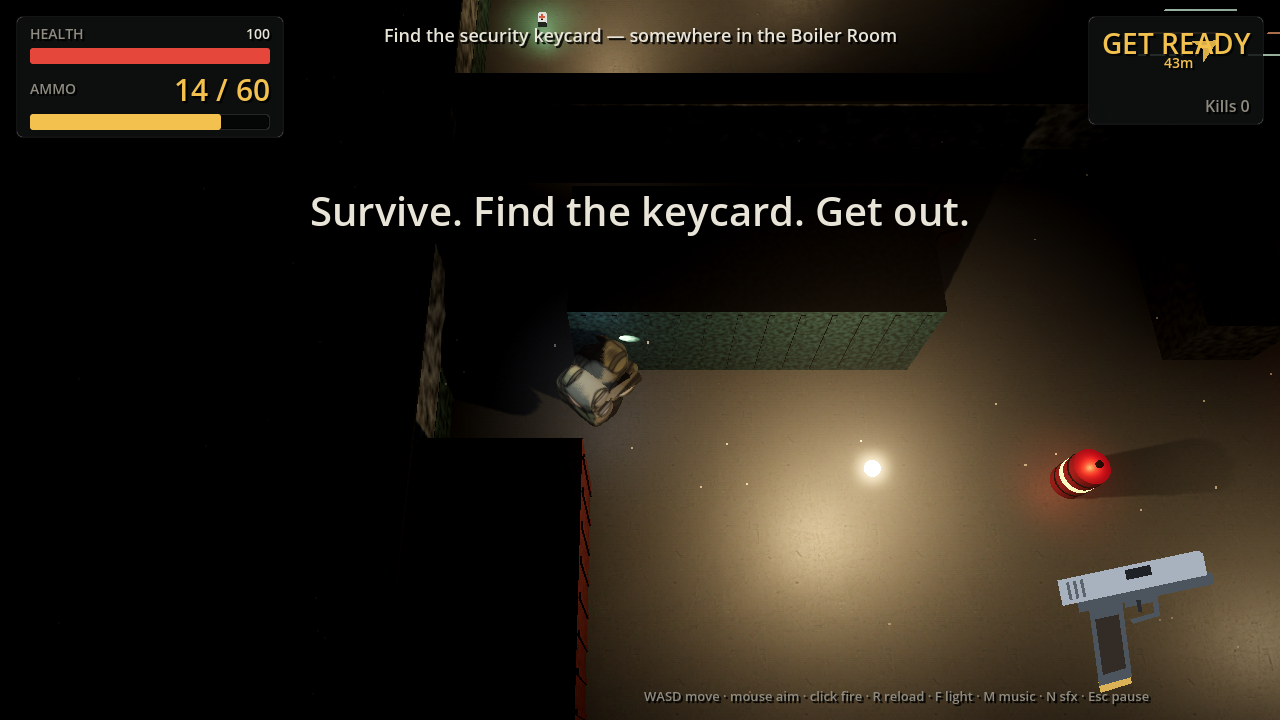 HEALTH 100
AMMO 14 / 60
Find the security keycard — somewhere in the Boiler Room
GET READY
43m
Kills 0
Survive. Find the keycard. Get out.
WASD move · mouse aim · click fire · R reload · F light · M music · N sfx · Esc pause